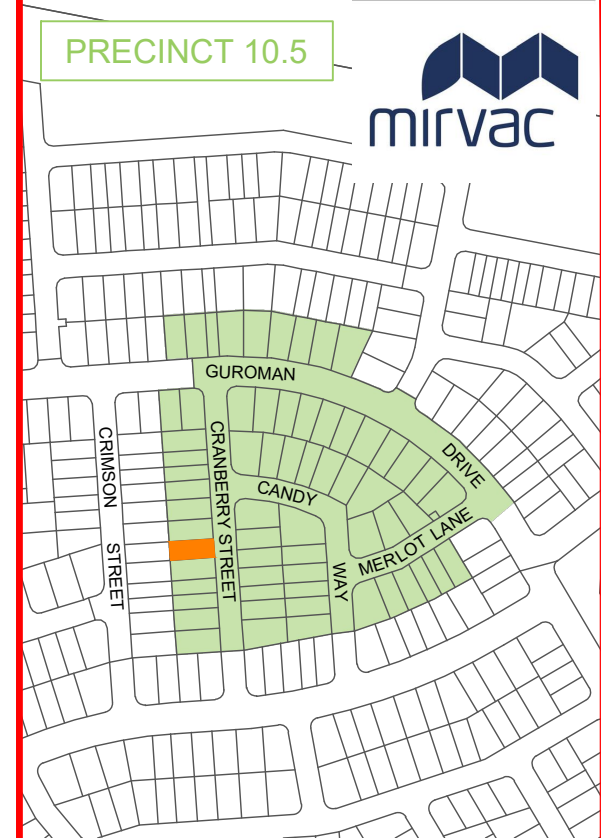 PRECINCT 10.5
mirvac
GUROMAN
DRIVE
CRIMSON
STREET
CRANBERRY STREET
CANDY
WAY
MERLOT LANE